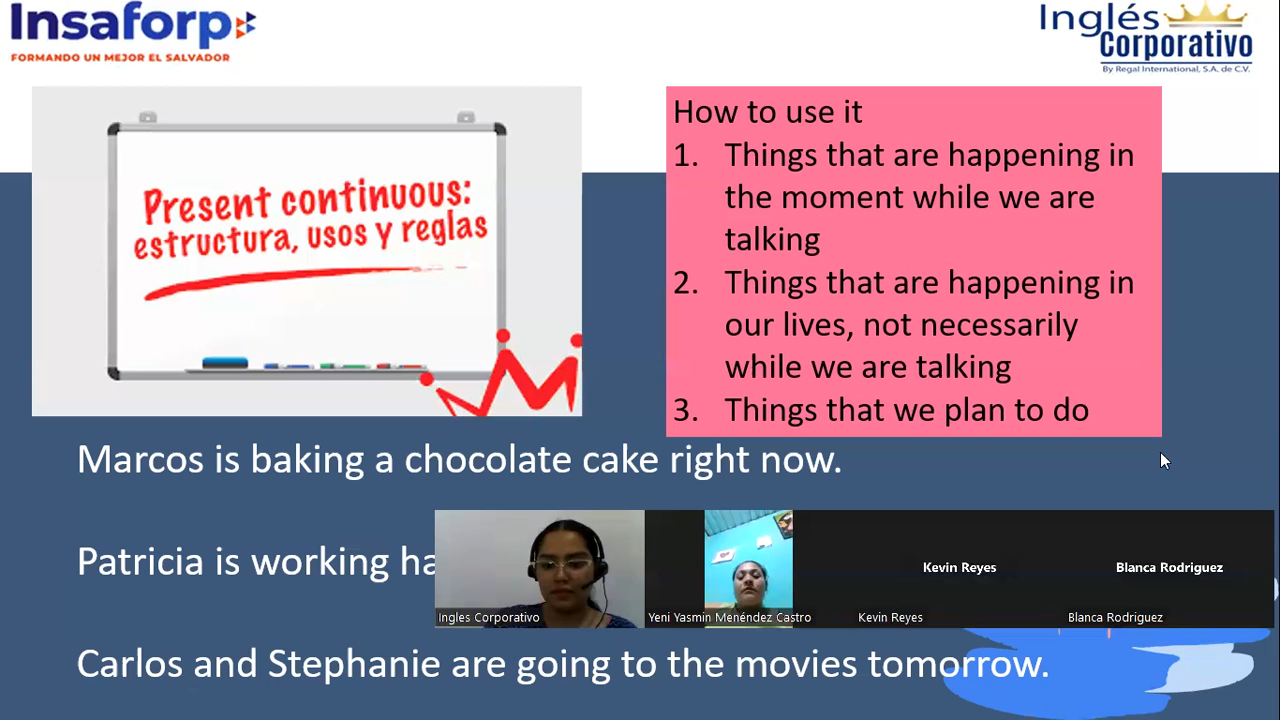 Insaforp
FORMANDO UN MEJOR EL SALVADOR
Inglés
Corporativo
By Regal International, S.A. de C.V.
Present continuous:
estructura, usos y reglas
How to use it
1. Things that are happening in
the moment while we are
talking
2. Things that are happening in
our lives, not necessarily
while we are talking
3. Things that we plan to do
Marcos is baking a chocolate cake right now.
Patricia is working
Kevin Reyes
Blanca Rodriguez
Ingles Corporativo
Yeni Yasmin Menéndez Castro
Kevin Reyes
Blanca Rodriguez
Carlos and Stephanie are going to the movies tomorrow.